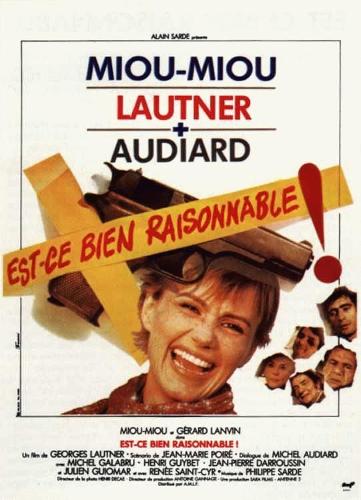 ALAIN SARDE présente
MIOU-MIOU
LAUTNER
+
AUDIARD
EST-CE BIEN RAISONNABLE!
MIOU-MIOU et GÉRARD LANVIN
dans
EST-CE BIEN RAISONNABLE!
Un film de GEORGES LAUTNER • Scénario de JEAN-MARIE POIRÉ • Dialogue de MICHEL AUDIARD
avec MICHEL GALABRU • HENRI GUYBET • JEAN-PIERRE DARROUSSIN
et JULIEN GUIOMAR et avec RENÉE SAINT-CYR • Musique de PHILIPPE SARDE
Directeur de la photo HENRI DECAE • Directeur de production ANTOINE GANNAGE • Une production SARA FILMS - ANTENNE 2
Distribué par A.M.L.F.